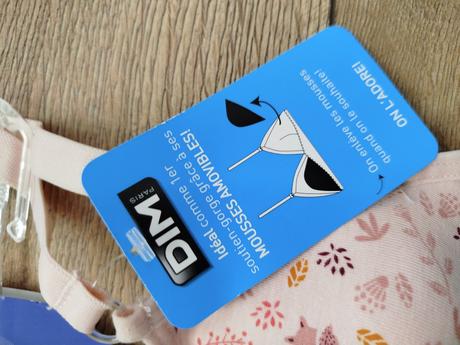 DIM
PARIS
Idéal comme 1er
soutien-gorge grâce à ses
MOUSSES AMOVIBLES!
On enlève les mousses
quand on le souhaite!
ON L'ADORE!